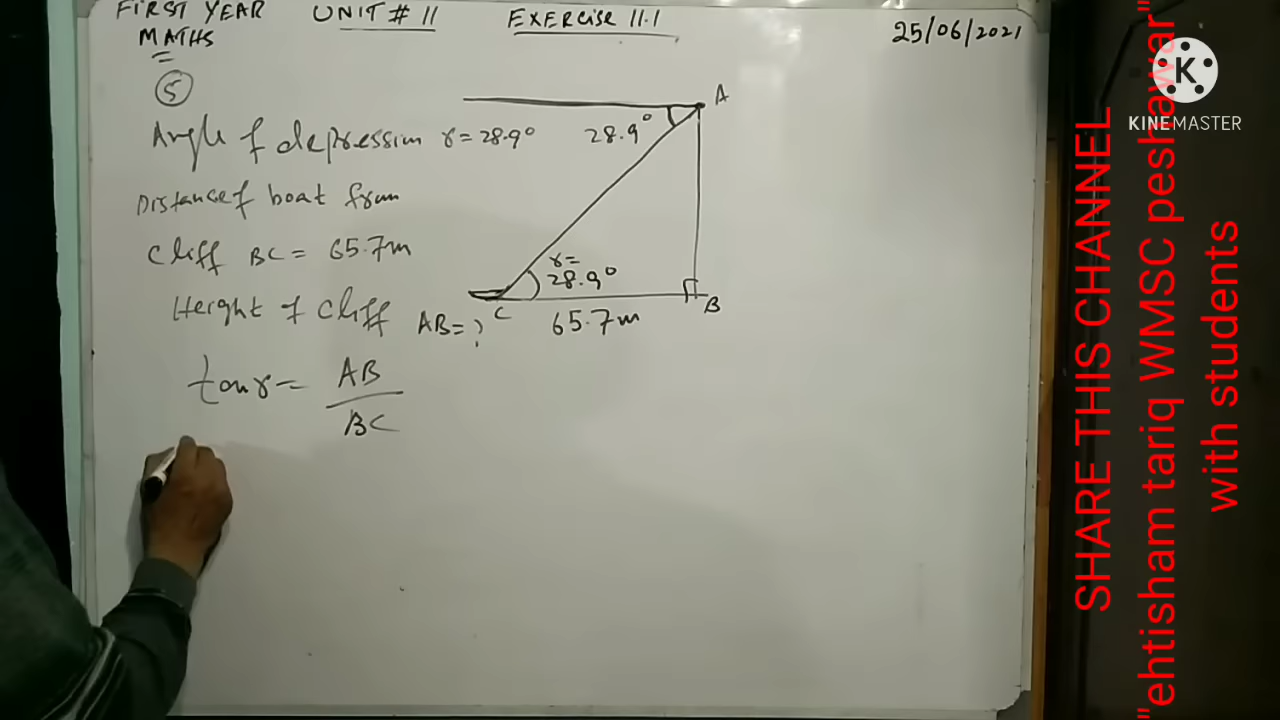 FIRST YEAR UNIT # 11 EXERCISE 11.1 25/06/2021
MATHS
5
Angle of depression γ = 28.9°
Distance of boat from
Cliff BC = 65.7m
Height of Cliff AB = ?
tan γ = AB
BC
A
28.9°
γ =
28.9°
C
B
65.7m
K
KINEMASTER
SHARE THIS CHANNEL
"ehtisham tariq WMSC peshawar"
with students